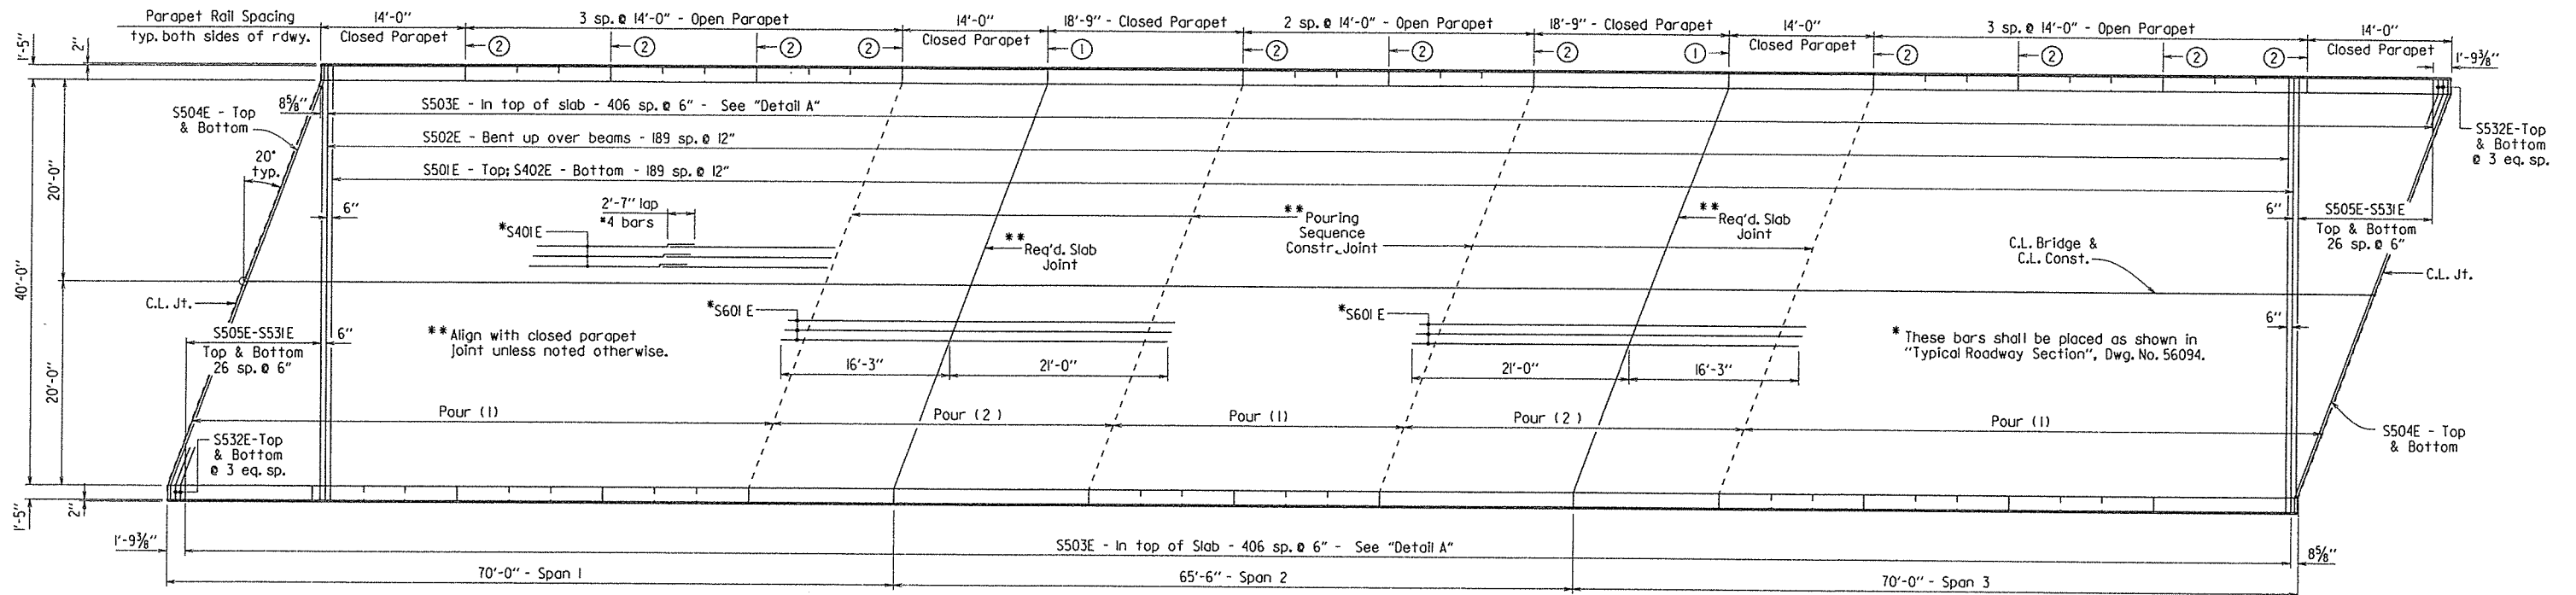 Parapet Rail Spacing
typ. both sides of rdwy.
14'-0"
Closed Parapet
3 sp. @ 14'-0" - Open Parapet
14'-0"
Closed Parapet
18'-9" - Closed Parapet
2 sp. @ 14'-0" - Open Parapet
18'-9" - Closed Parapet
14'-0"
Closed Parapet
3 sp. @ 14'-0" - Open Parapet
14'-0"
Closed Parapet
2
2
2
2
1
2
2
2
1
2
2
2
2
1'-5"
2"
1'-9⅜"
8⅝"
S504E - Top
& Bottom
S503E - In top of slab - 406 sp. @ 6" - See "Detail A"
S502E - Bent up over beams - 189 sp. @ 12"
S501E - Top; S402E - Bottom - 189 sp. @ 12"
S532E-Top
& Bottom
@ 3 eq. sp.
20°
typ.
20'-0"
40'-0"
20'-0"
6"
2'-7" lap
*4 bars
*S401E
**
Req'd. Slab
Joint
**Pouring
Sequence
Constr. Joint
**
Req'd. Slab
Joint
6"
S505E-S531E
Top & Bottom
26 sp. @ 6"
C.L. Bridge &
C.L. Const.
C.L. Jt.
C.L. Jt.
*S601E
*S601E
S505E-S531E
Top & Bottom
26 sp. @ 6"
6"
**Align with closed parapet
joint unless noted otherwise.
6"
* These bars shall be placed as shown in
"Typical Roadway Section", Dwg. No. 56094.
16'-3"
21'-0"
21'-0"
16'-3"
Pour (1)
Pour (2)
Pour (1)
Pour (2)
Pour (1)
S532E-Top
& Bottom
@ 3 eq. sp.
S504E - Top
& Bottom
1'-5"
2"
1'-9⅜"
S503E - In top of Slab - 406 sp. @ 6" - See "Detail A"
8⅝"
70'-0" - Span 1
65'-6" - Span 2
70'-0" - Span 3